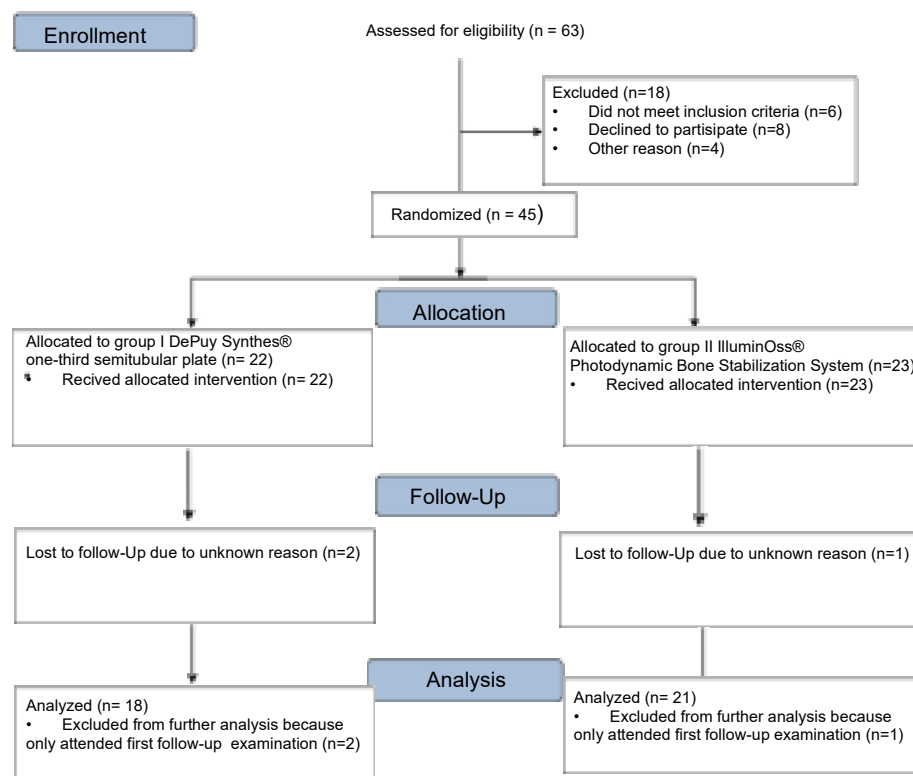 Enrollment
Assessed for eligibility (n = 63)
Excluded (n=18)
• Did not meet inclusion criteria (n=6)
• Declined to partisipate (n=8)
• Other reason (n=4)
Randomized (n = 45)
Allocation
Allocated to group I DePuy Synthes®
one-third semitubular plate (n= 22)
• Recived allocated intervention (n= 22)
Allocated to group II IlluminOss®
Photodynamic Bone Stabilization System (n=23)
• Recived allocated intervention (n=23)
Follow-Up
Lost to follow-Up due to unknown reason (n=2)
Lost to follow-Up due to unknown reason (n=1)
Analysis
Analyzed (n= 18)
• Excluded from further analysis because
only attended first follow-up examination (n=2)
Analyzed (n= 21)
• Excluded from further analysis because
only attended first follow-up examination (n=1)